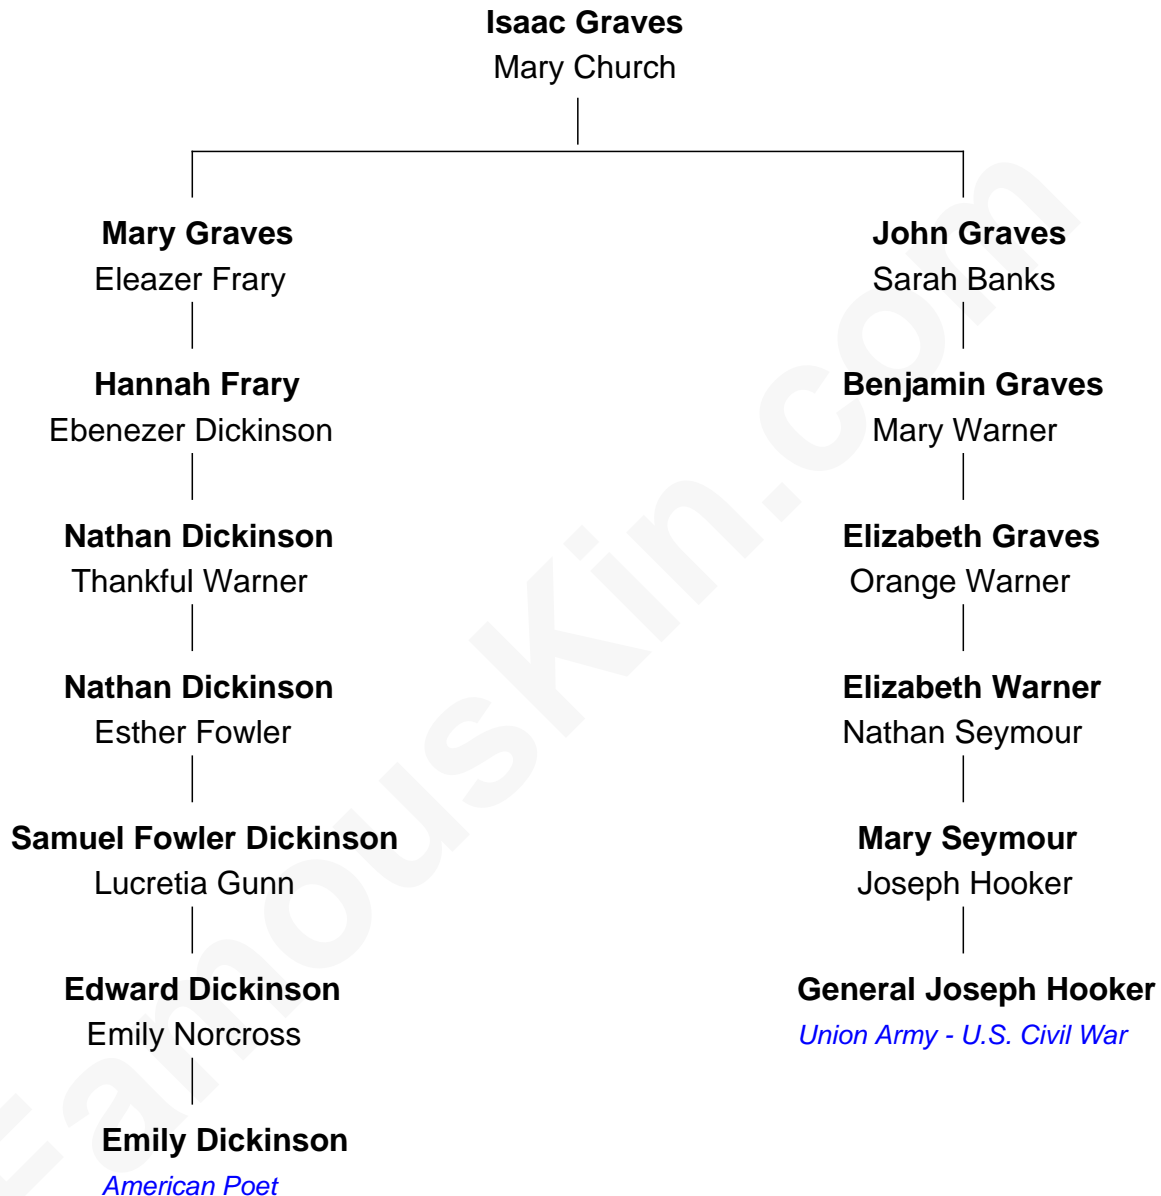 Isaac Graves
Mary Church
Mary Graves
Eleazer Frary
John Graves
Sarah Banks
Hannah Frary
Ebenezer Dickinson
Benjamin Graves
Mary Warner
Nathan Dickinson
Thankful Warner
Elizabeth Graves
Orange Warner
Nathan Dickinson
Esther Fowler
Elizabeth Warner
Nathan Seymour
Samuel Fowler Dickinson
Lucretia Gunn
Mary Seymour
Joseph Hooker
Edward Dickinson
Emily Norcross
General Joseph Hooker
Union Army - U.S. Civil War
Emily Dickinson
American Poet
FamousKin.com